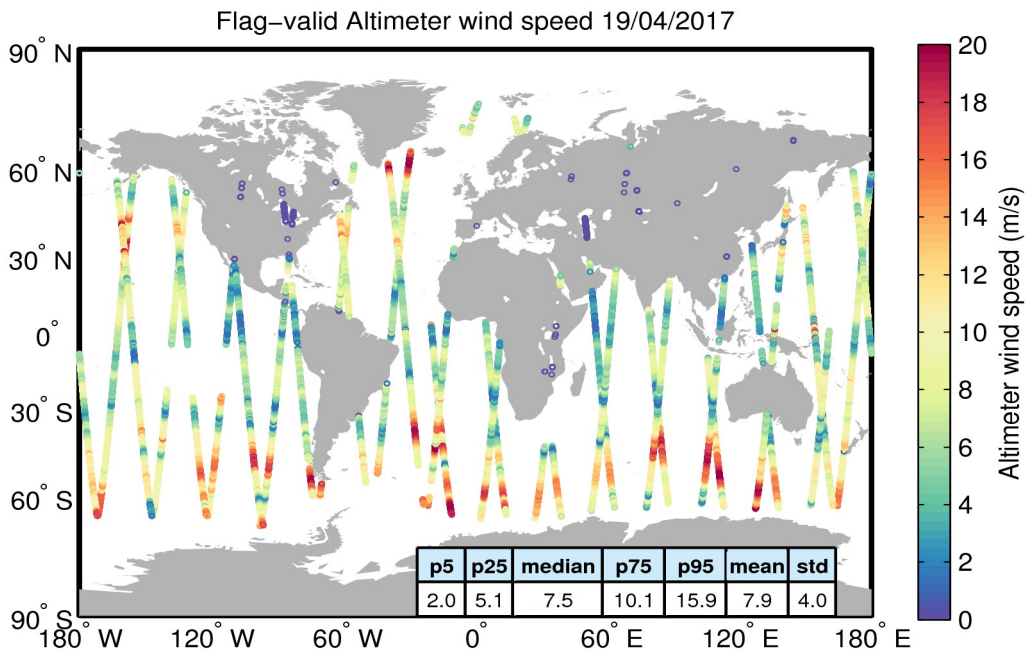 Flag−valid Altimeter wind speed 19/04/2017
90° N
60° N
30° N
0°
30° S
60° S
90° S
180° W
120° W
60° W
0°
60° E
120° E
180° E
p5 p25 median p75 p95 mean std
2.0 5.1 7.5 10.1 15.9 7.9 4.0
20
18
16
14
12
10
8
6
4
2
0
Altimeter wind speed (m/s)